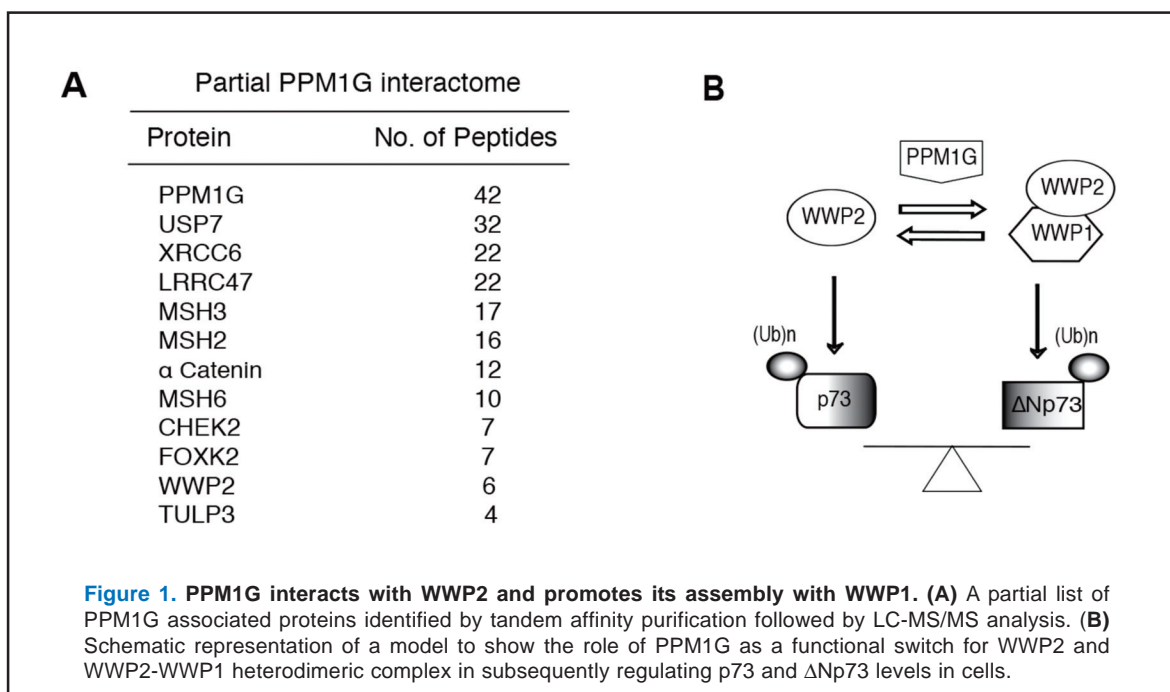 A
Partial PPM1G interactome
Protein No. of Peptides
PPM1G 42
USP7 32
XRCC6 22
LRRC47 22
MSH3 17
MSH2 16
α Catenin 12
MSH6 10
CHEK2 7
FOXK2 7
WWP2 6
TULP3 4
B
PPM1G
WWP2
WWP2
WWP1
(Ub)n
(Ub)n
p73
ΔNp73
Figure 1. PPM1G interacts with WWP2 and promotes its assembly with WWP1. (A) A partial list of
PPM1G associated proteins identified by tandem affinity purification followed by LC-MS/MS analysis. (B)
Schematic representation of a model to show the role of PPM1G as a functional switch for WWP2 and
WWP2-WWP1 heterodimeric complex in subsequently regulating p73 and ΔNp73 levels in cells.